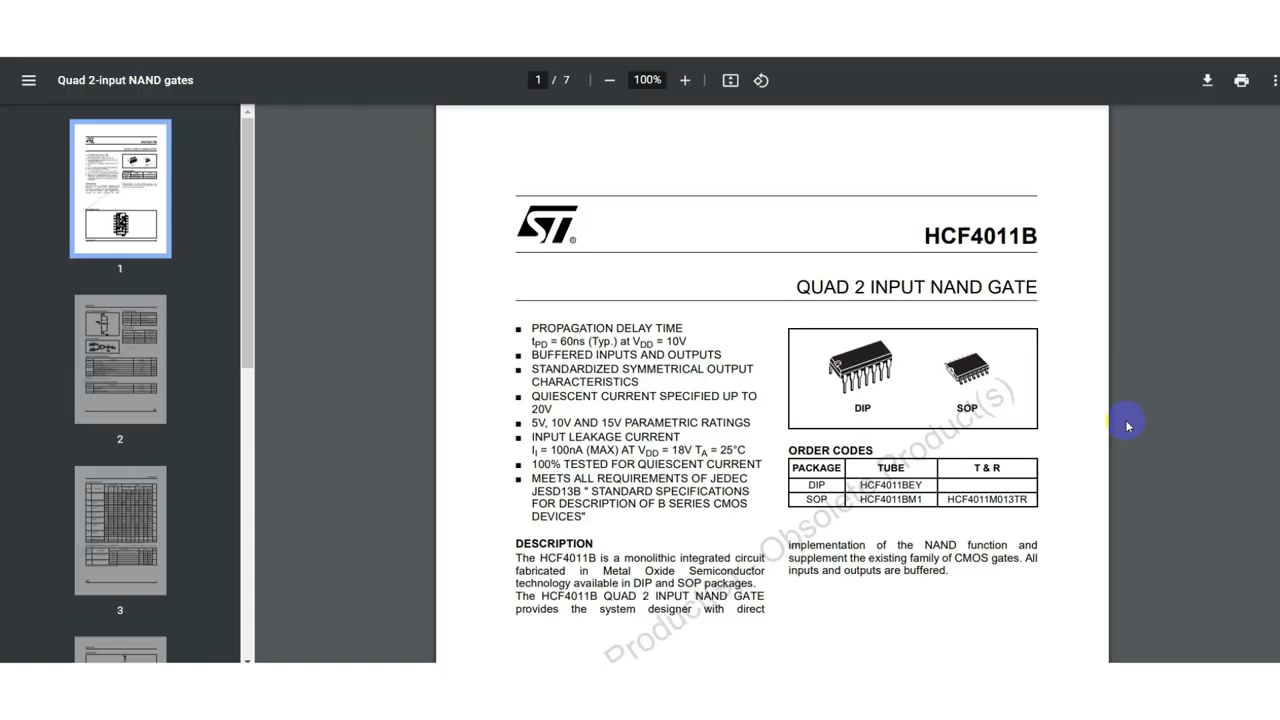 Quad 2-input NAND gates
1 / 7
100%
1
2
3
ST
HCF4011B
QUAD 2 INPUT NAND GATE
■ PROPAGATION DELAY TIME
tPD = 60ns (Typ.) at VDD = 10V
■ BUFFERED INPUTS AND OUTPUTS
■ STANDARDIZED SYMMETRICAL OUTPUT
CHARACTERISTICS
■ QUIESCENT CURRENT SPECIFIED UP TO
20V
■ 5V, 10V AND 15V PARAMETRIC RATINGS
■ INPUT LEAKAGE CURRENT
II = 100nA (MAX) AT VDD = 18V TA = 25°C
■ 100% TESTED FOR QUIESCENT CURRENT
■ MEETS ALL REQUIREMENTS OF JEDEC
JESD13B " STANDARD SPECIFICATIONS
FOR DESCRIPTION OF B SERIES CMOS
DEVICES"
DESCRIPTION
The HCF4011B is a monolithic integrated circuit
fabricated in Metal Oxide Semiconductor
technology available in DIP and SOP packages.
The HCF4011B QUAD 2 INPUT NAND GATE
provides the system designer with direct
DIP SOP
ORDER CODES
PACKAGE TUBE T & R
DIP HCF4011BEY
SOP HCF4011BM1 HCF4011M013TR
implementation of the NAND function and
supplement the existing family of CMOS gates. All
inputs and outputs are buffered.
Obsolete Product(s)